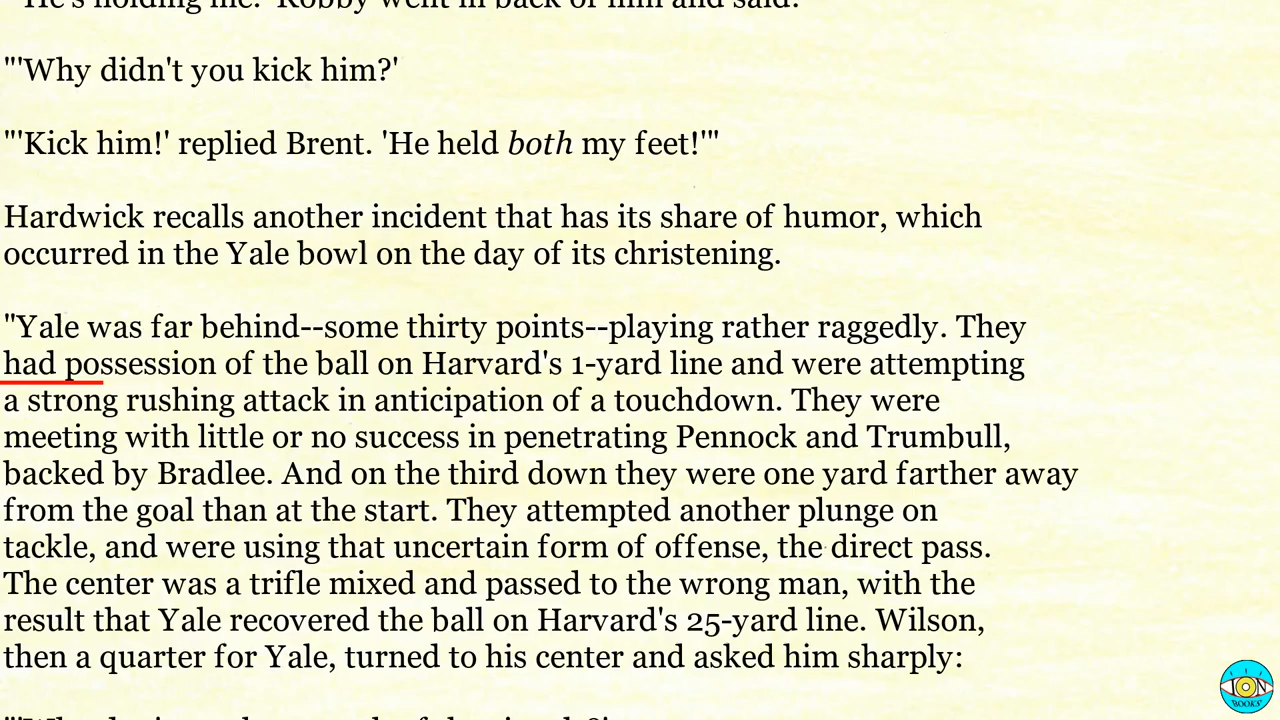 "'Why didn't you kick him?'
"'Kick him!' replied Brent. 'He held both my feet!'"
Hardwick recalls another incident that has its share of humor, which
occurred in the Yale bowl on the day of its christening.
"Yale was far behind--some thirty points--playing rather raggedly. They
had possession of the ball on Harvard's 1-yard line and were attempting
a strong rushing attack in anticipation of a touchdown. They were
meeting with little or no success in penetrating Pennock and Trumbull,
backed by Bradlee. And on the third down they were one yard farther away
from the goal than at the start. They attempted another plunge on
tackle, and were using that uncertain form of offense, the direct pass.
The center was a trifle mixed and passed to the wrong man, with the
result that Yale recovered the ball on Harvard's 25-yard line. Wilson,
then a quarter for Yale, turned to his center and asked him sharply:
ION
BOOKS